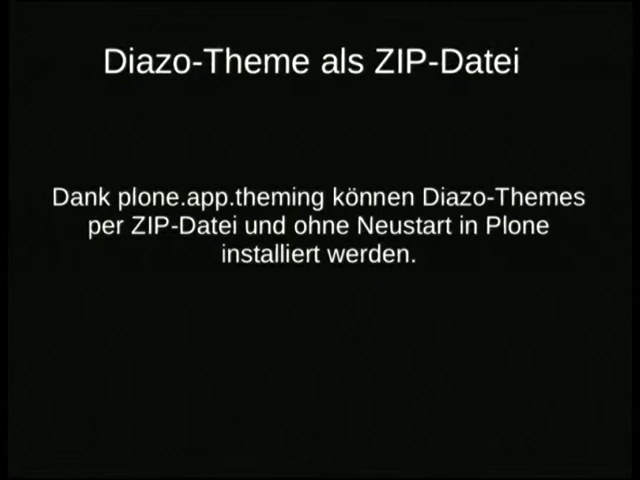 Diazo-Theme als ZIP-Datei
Dank plone.app.theming können Diazo-Themes
per ZIP-Datei und ohne Neustart in Plone
installiert werden.